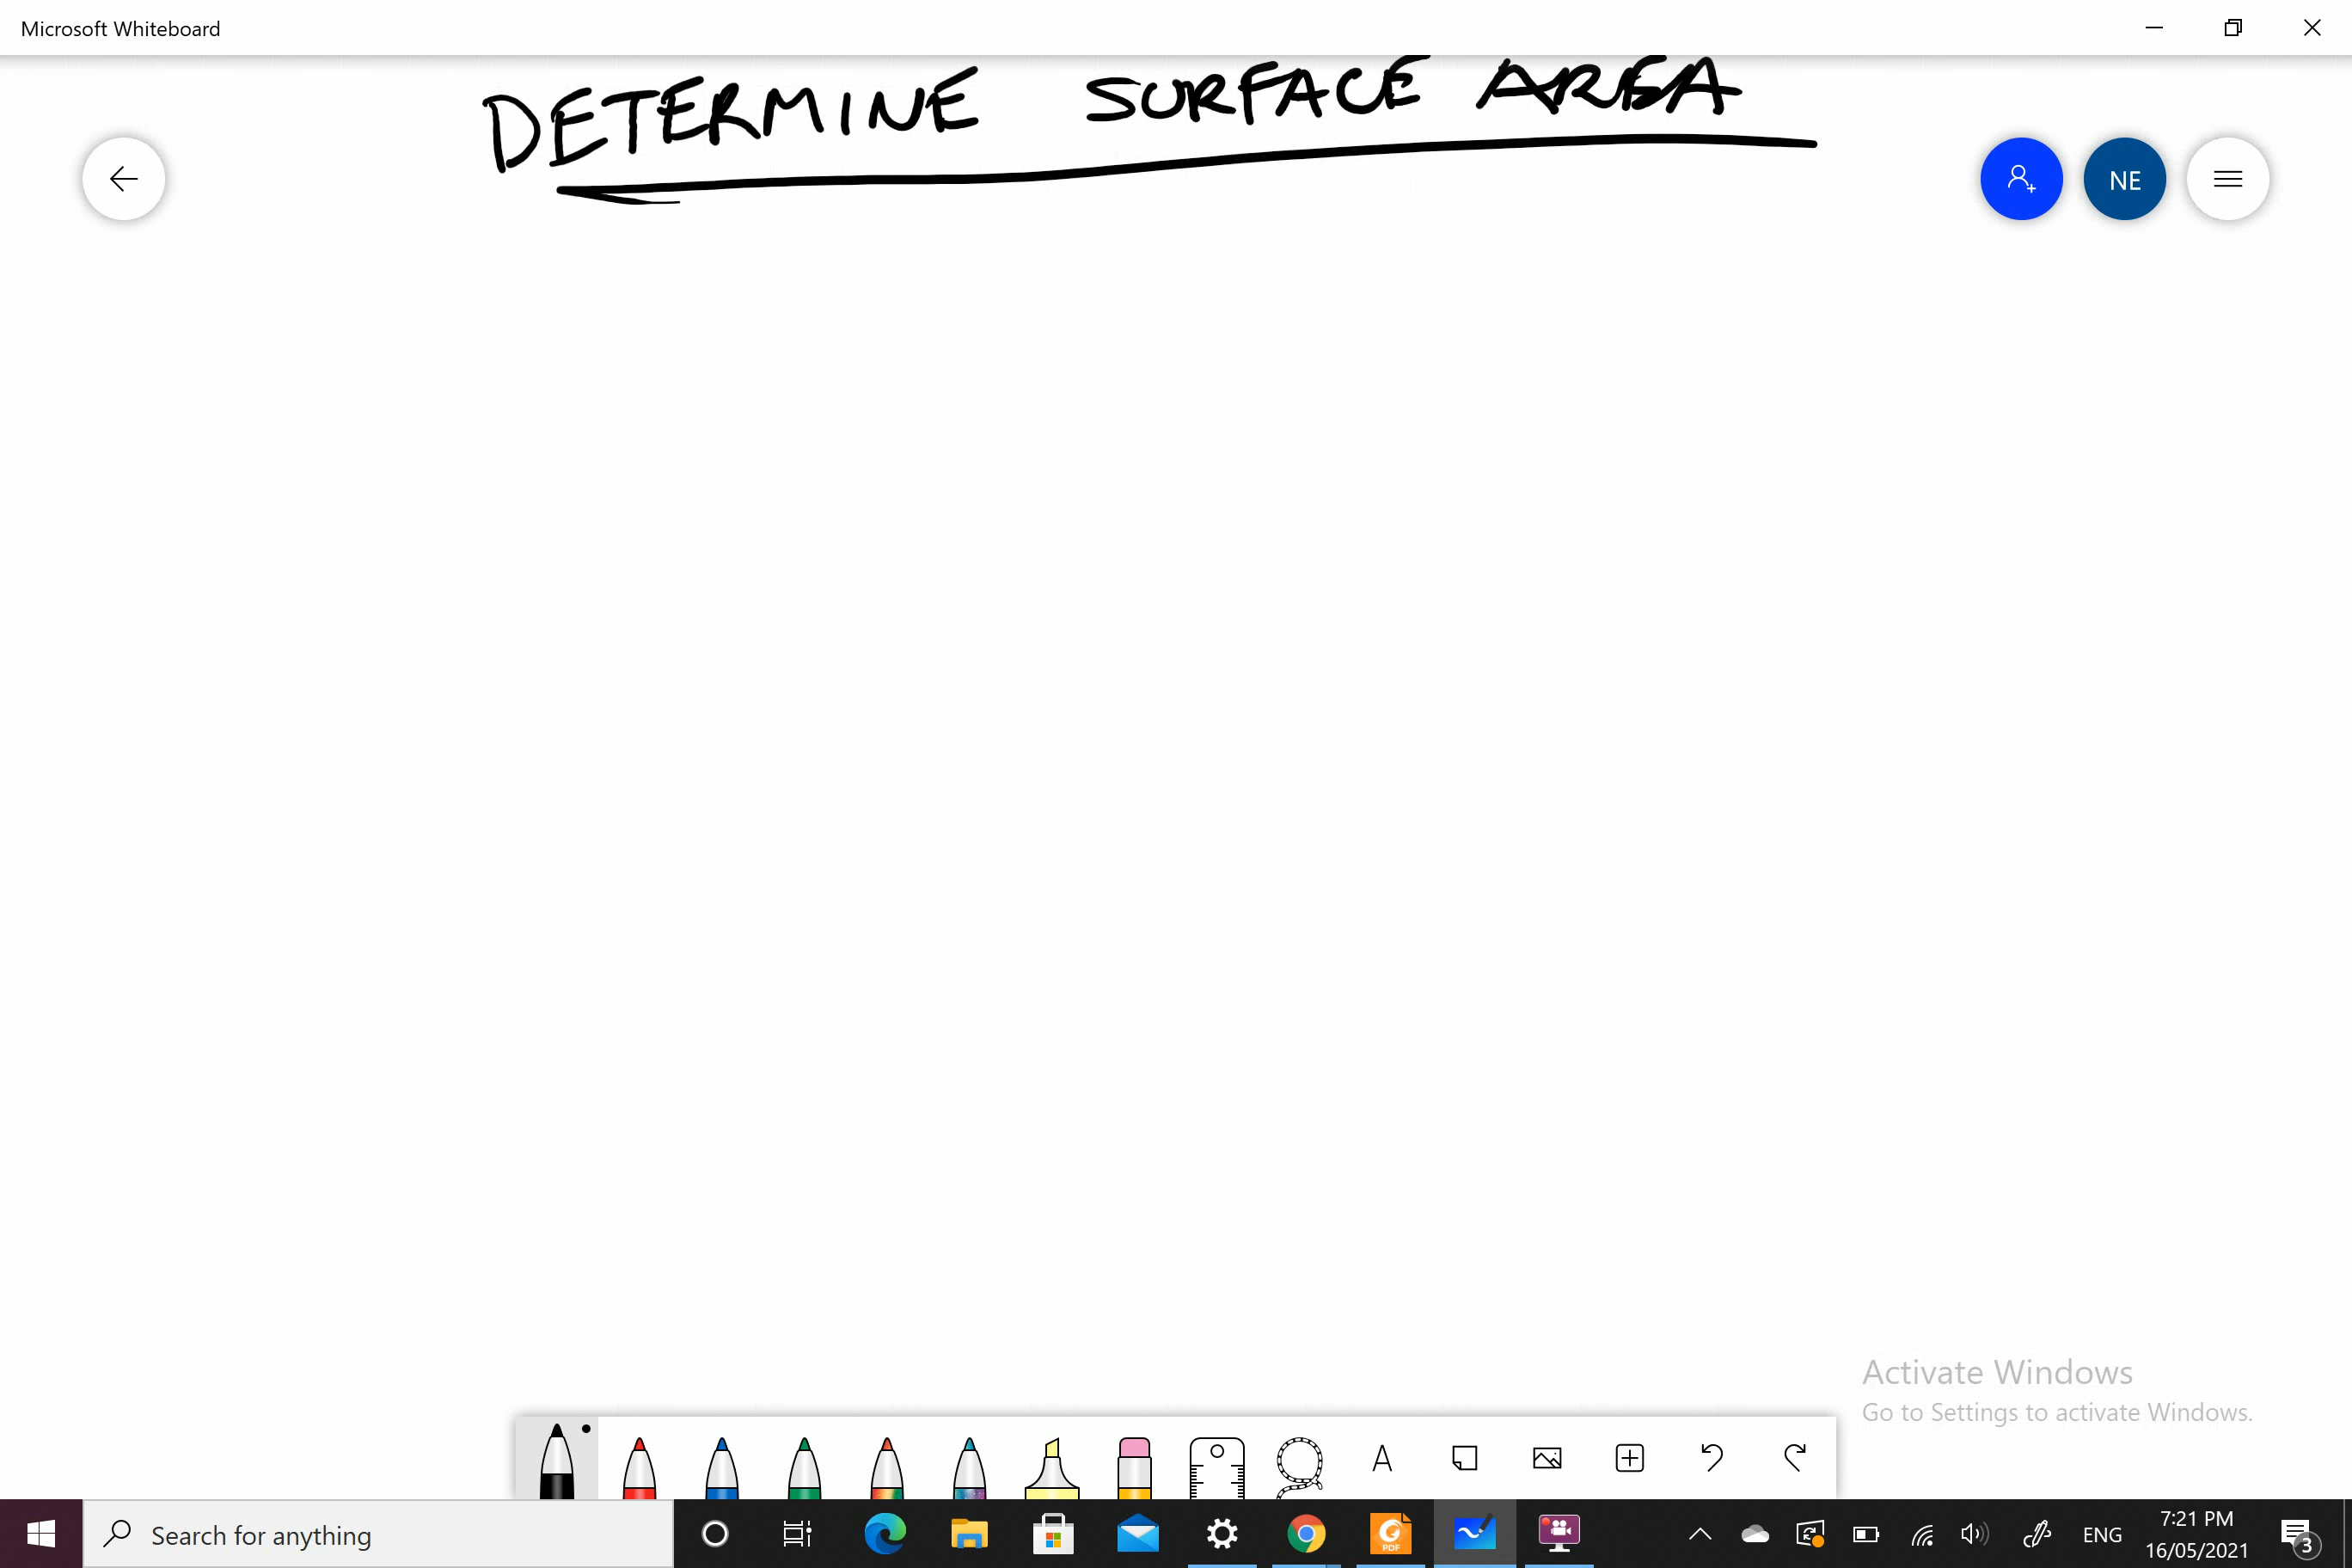 Microsoft Whiteboard
DETERMINE SURFACE AREA
NE
A
Activate Windows
Go to Settings to activate Windows.
Search for anything
PDF
ENG
7:21 PM
16/05/2021
3